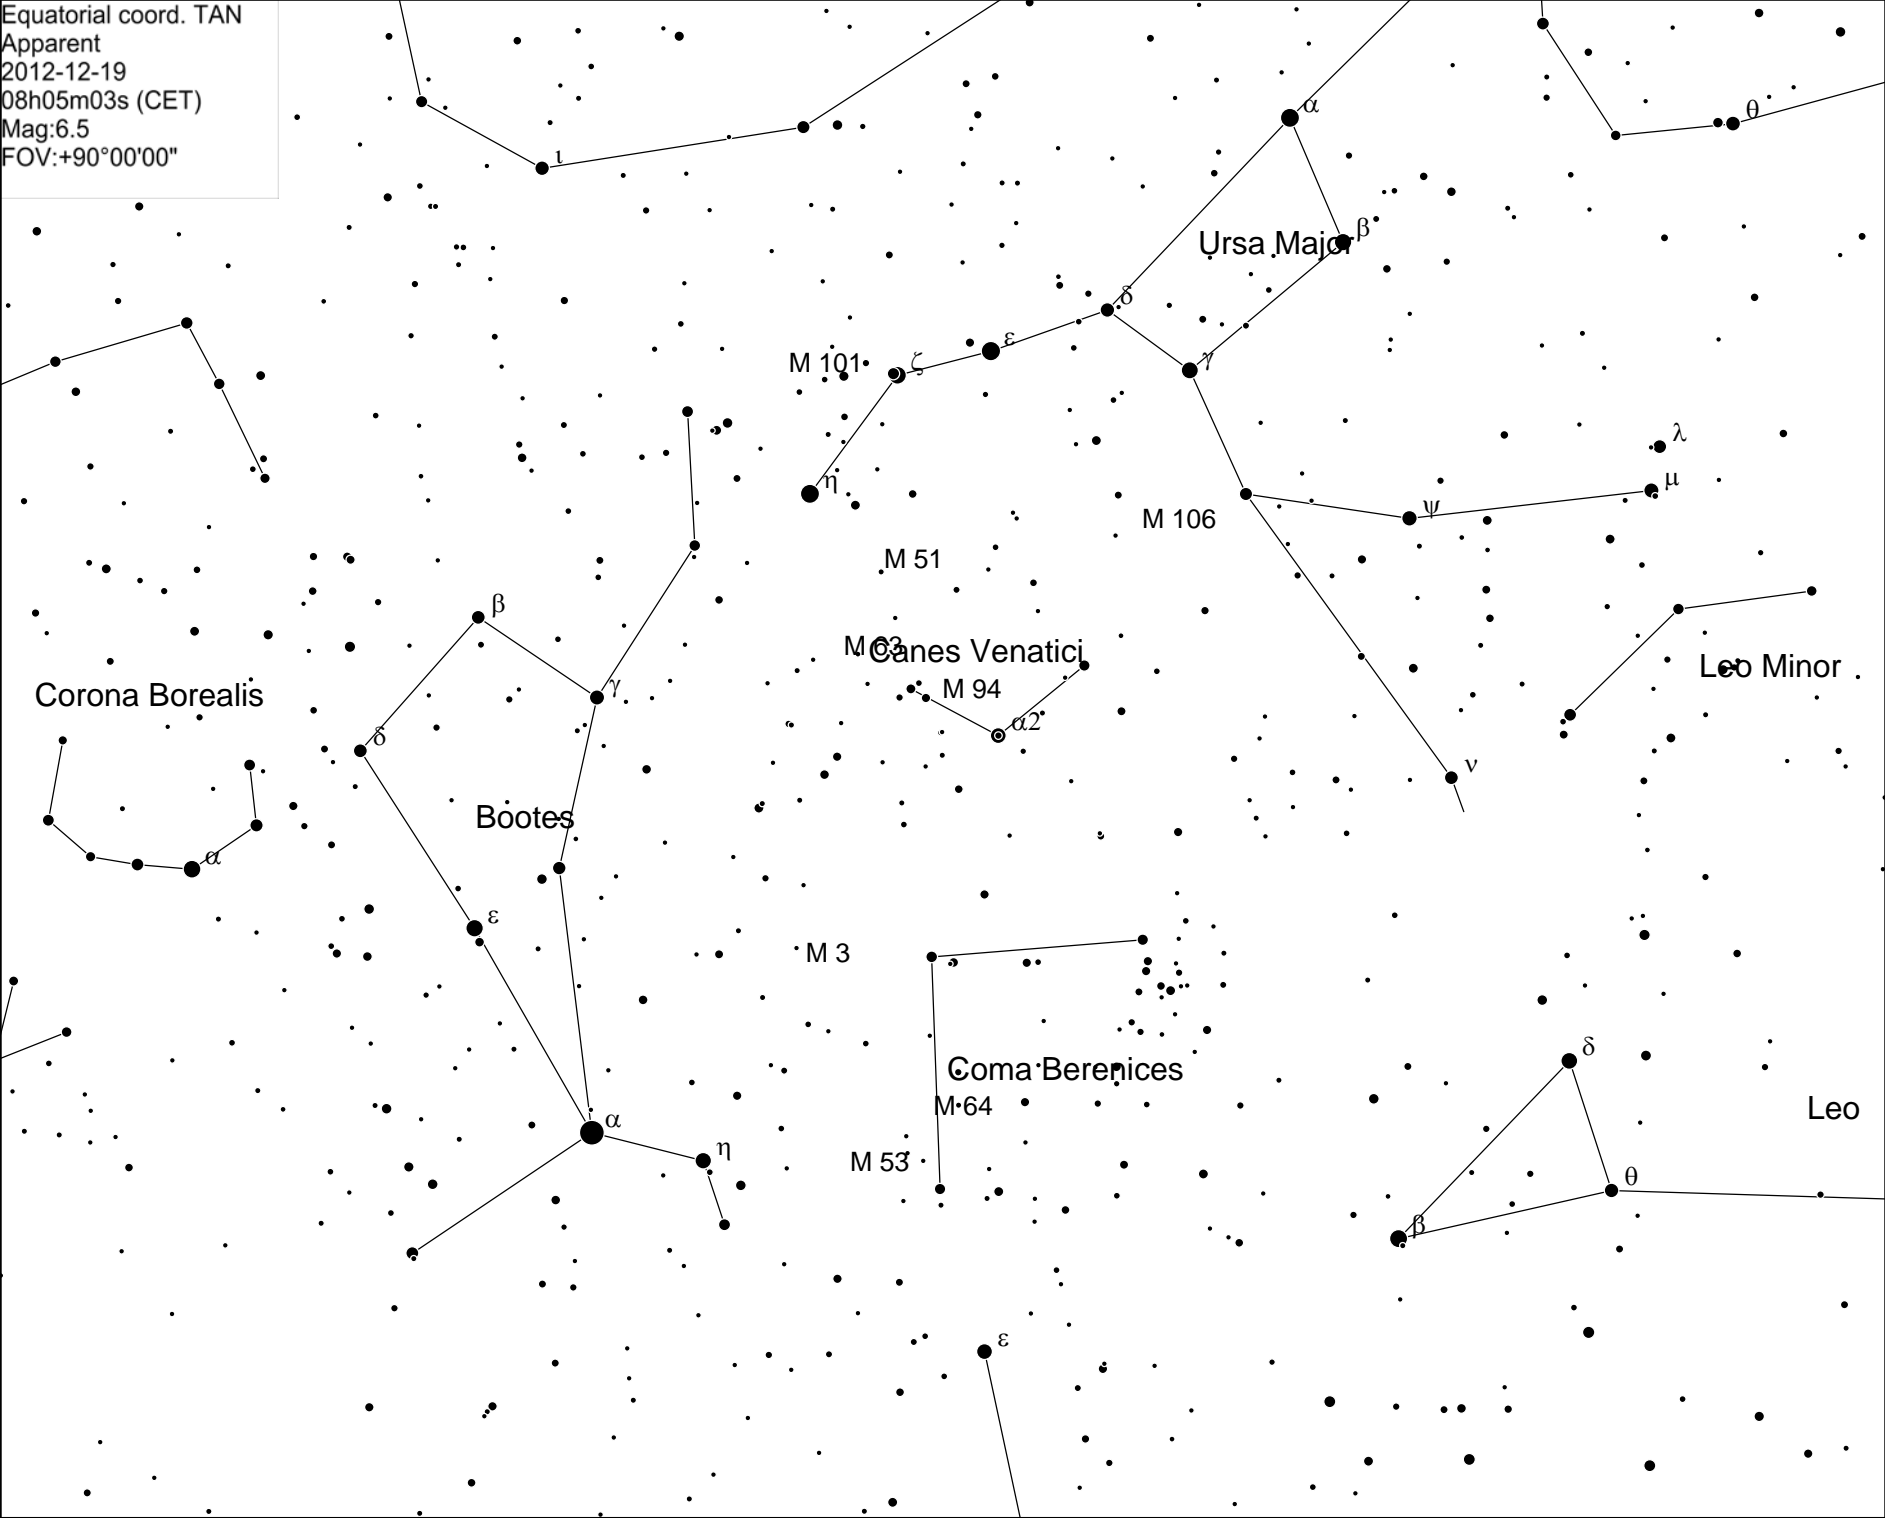 Equatorial coord. TAN
Apparent
2012-12-19
08h05m03s (CET)
Mag:6.5
FOV:+90°00'00"
α
θ
ι
β
Ursa Major
δ
ε
γ
M 101
ζ
λ
η
μ
ψ
M 106
M 51
β
M 63
Canes Venatici
Leo Minor
γ
M 94
Corona Borealis
α2
δ
ν
Bootes
α
ε
M 3
δ
Coma Berenices
M 64
Leo
α
η
M 53
θ
β
ε